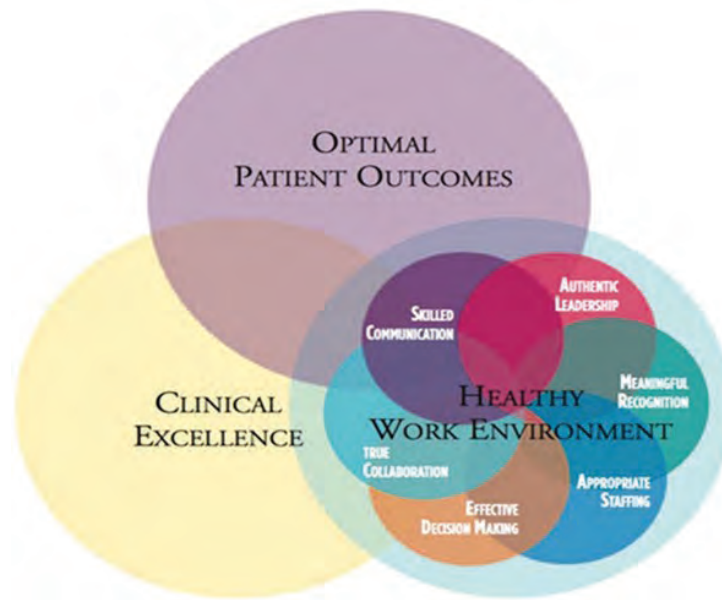 OPTIMAL
PATIENT OUTCOMES
SKILLED
COMMUNICATION
AUTHENTIC
LEADERSHIP
MEANINGFUL
RECOGNITION
CLINICAL
EXCELLENCE
HEALTHY
WORK ENVIRONMENT
TRUE
COLLABORATION
APPROPRIATE
STAFFING
EFFECTIVE
DECISION MAKING